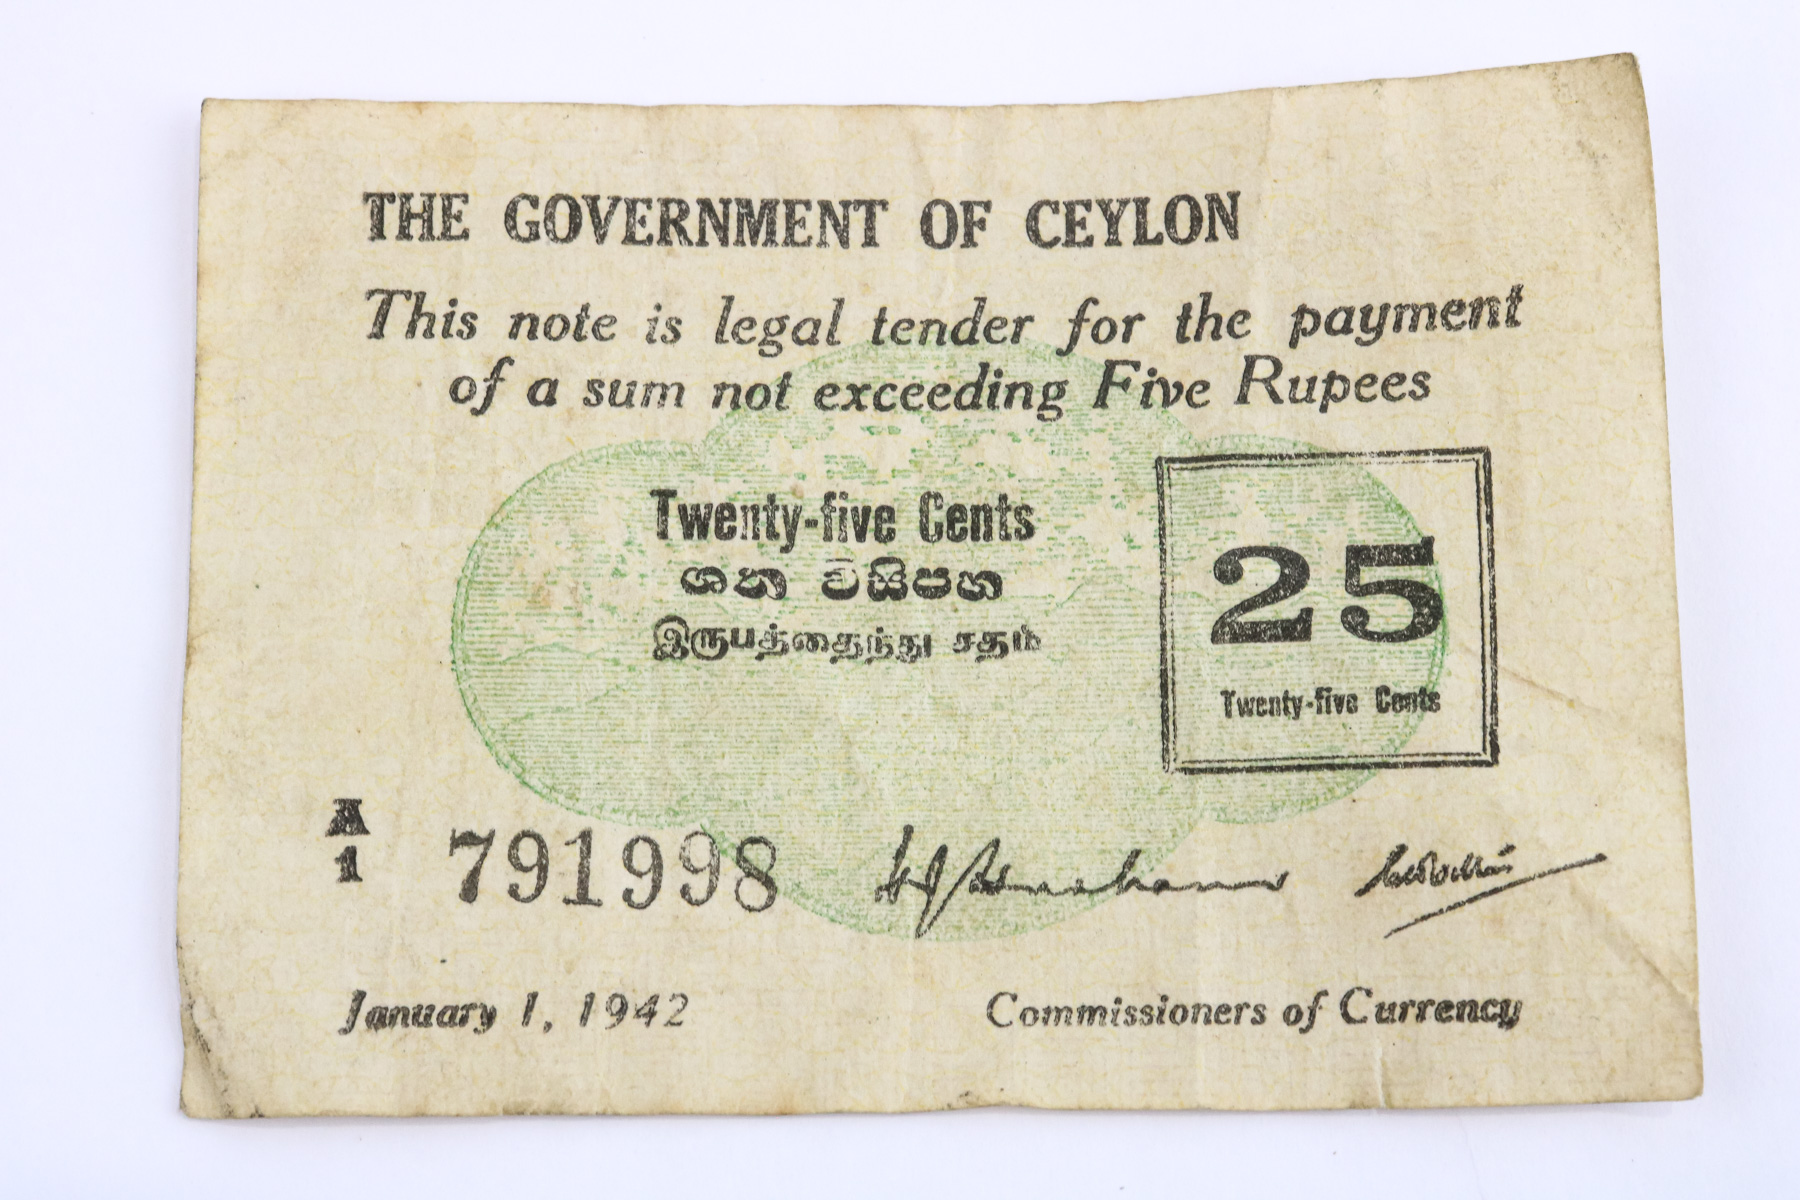 THE GOVERNMENT OF CEYLON
This note is legal tender for the payment
of a sum not exceeding Five Rupees
Twenty-five Cents
ශත විසිපහ
இருபத்தைந்து சதம்
25
Twenty-five Cents
A
1
791998
January 1, 1942
Commissioners of Currency